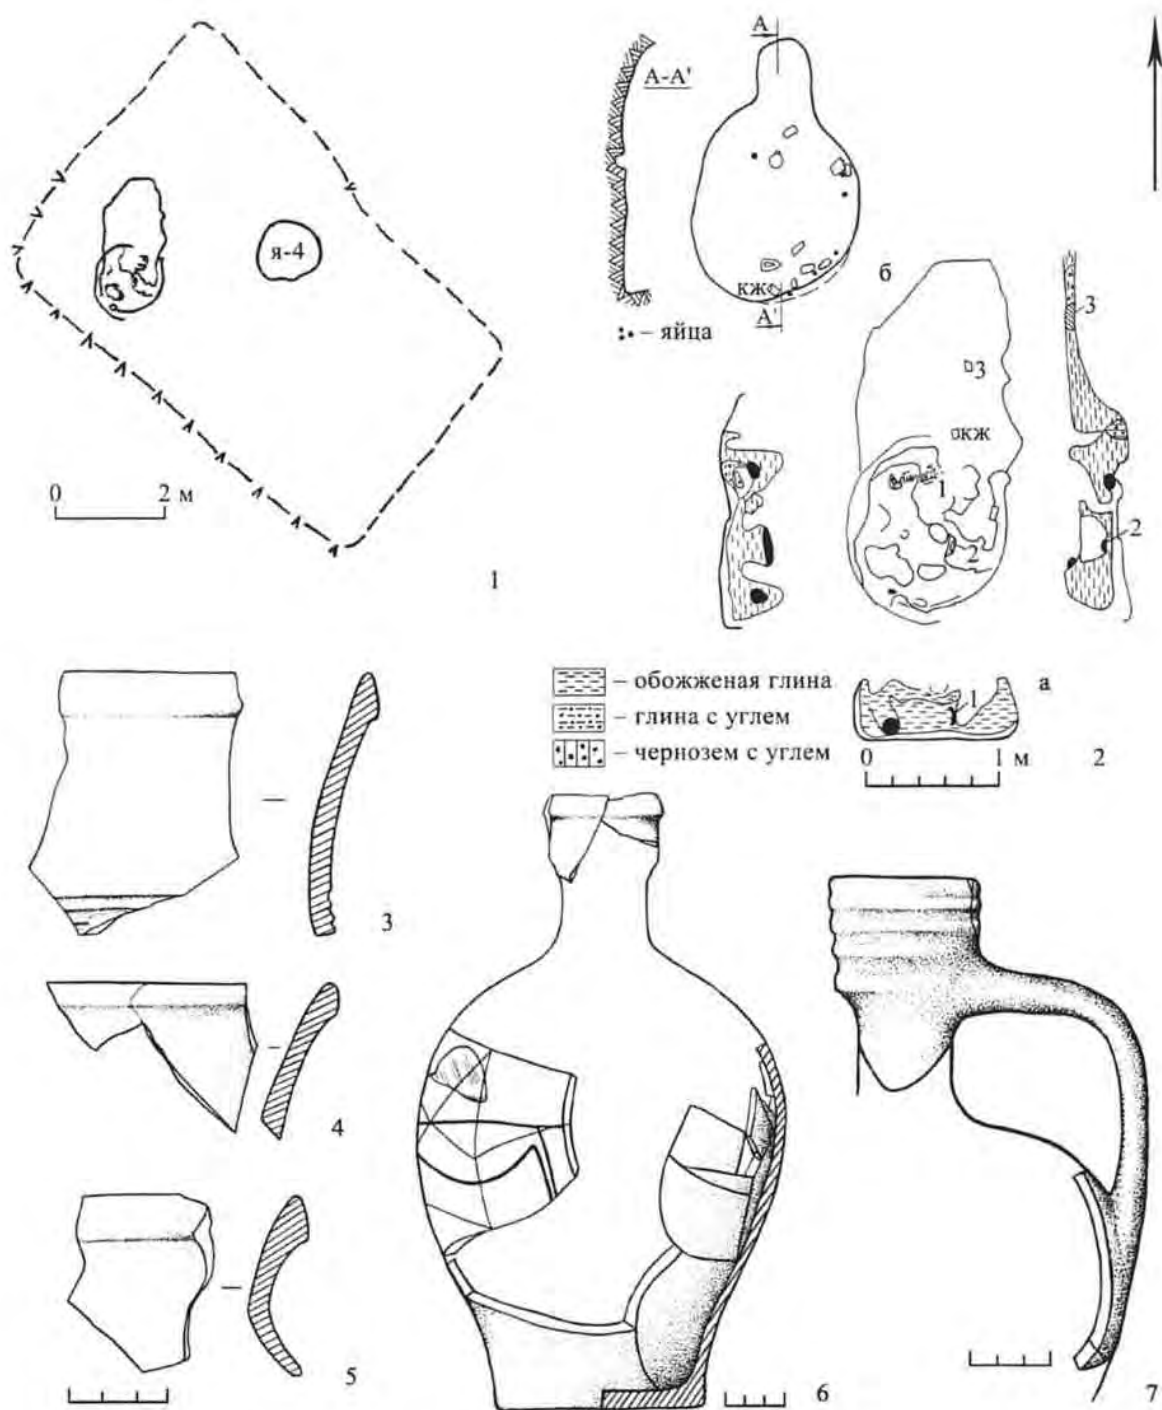 А
А-А'
я-4
б
кж
3
А'
– яйца
3
кж
0 2 м
1
2
2
1
– обожженая глина
а
1
– глина с углем
– чернозем с углем
0 1 м
2
3
4
5
6
7